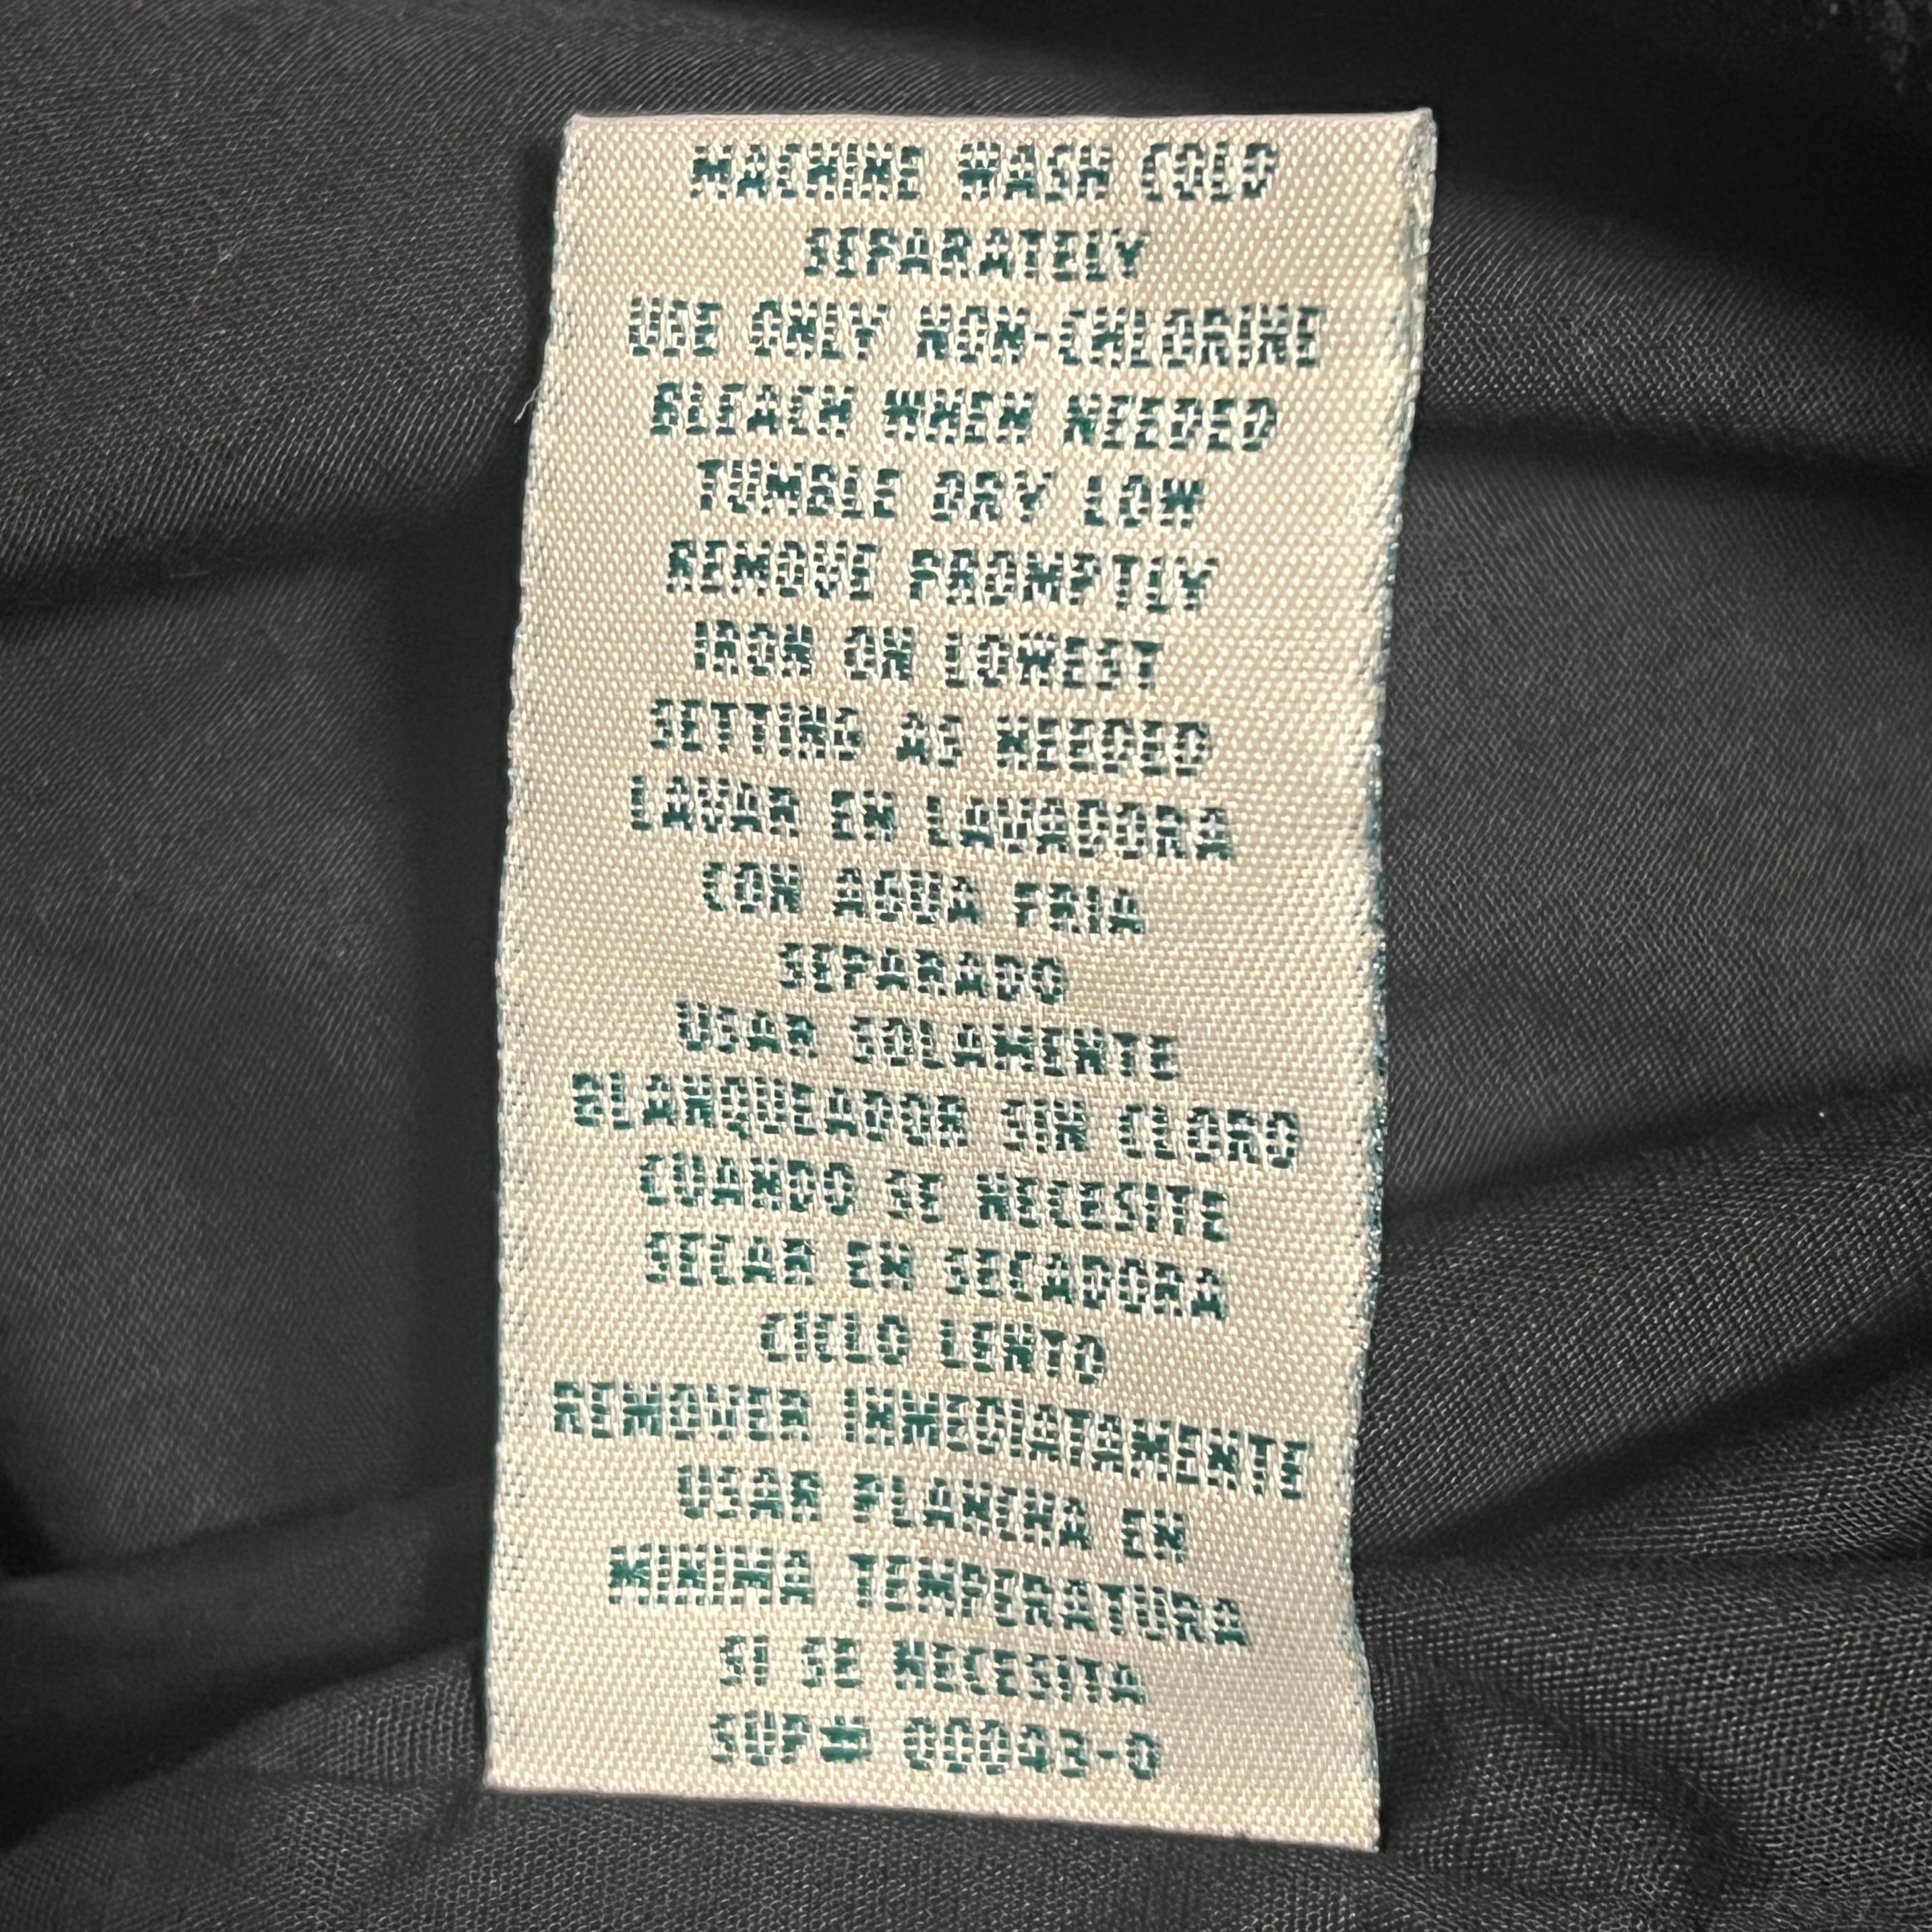 MACHINE WASH COLD
SEPARATELY
USE ONLY NON-CHLORINE
BLEACH WHEN NEEDED
TUMBLE DRY LOW
REMOVE PROMPTLY
IRON ON LOWEST
SETTING AS NEEDED
LAVAR EN LAVADORA
CON AGUA FRIA
SEPARADO
USAR SOLAMENTE
BLANQUEADOR SIN CLORO
CUANDO SE NECESITE
SECAR EN SECADORA
CICLO LENTO
REMOVER INMEDIATAMENTE
USAR PLANCHA EN
MINIMA TEMPERATURA
SI SE NECESITA
SUP# 00043-0